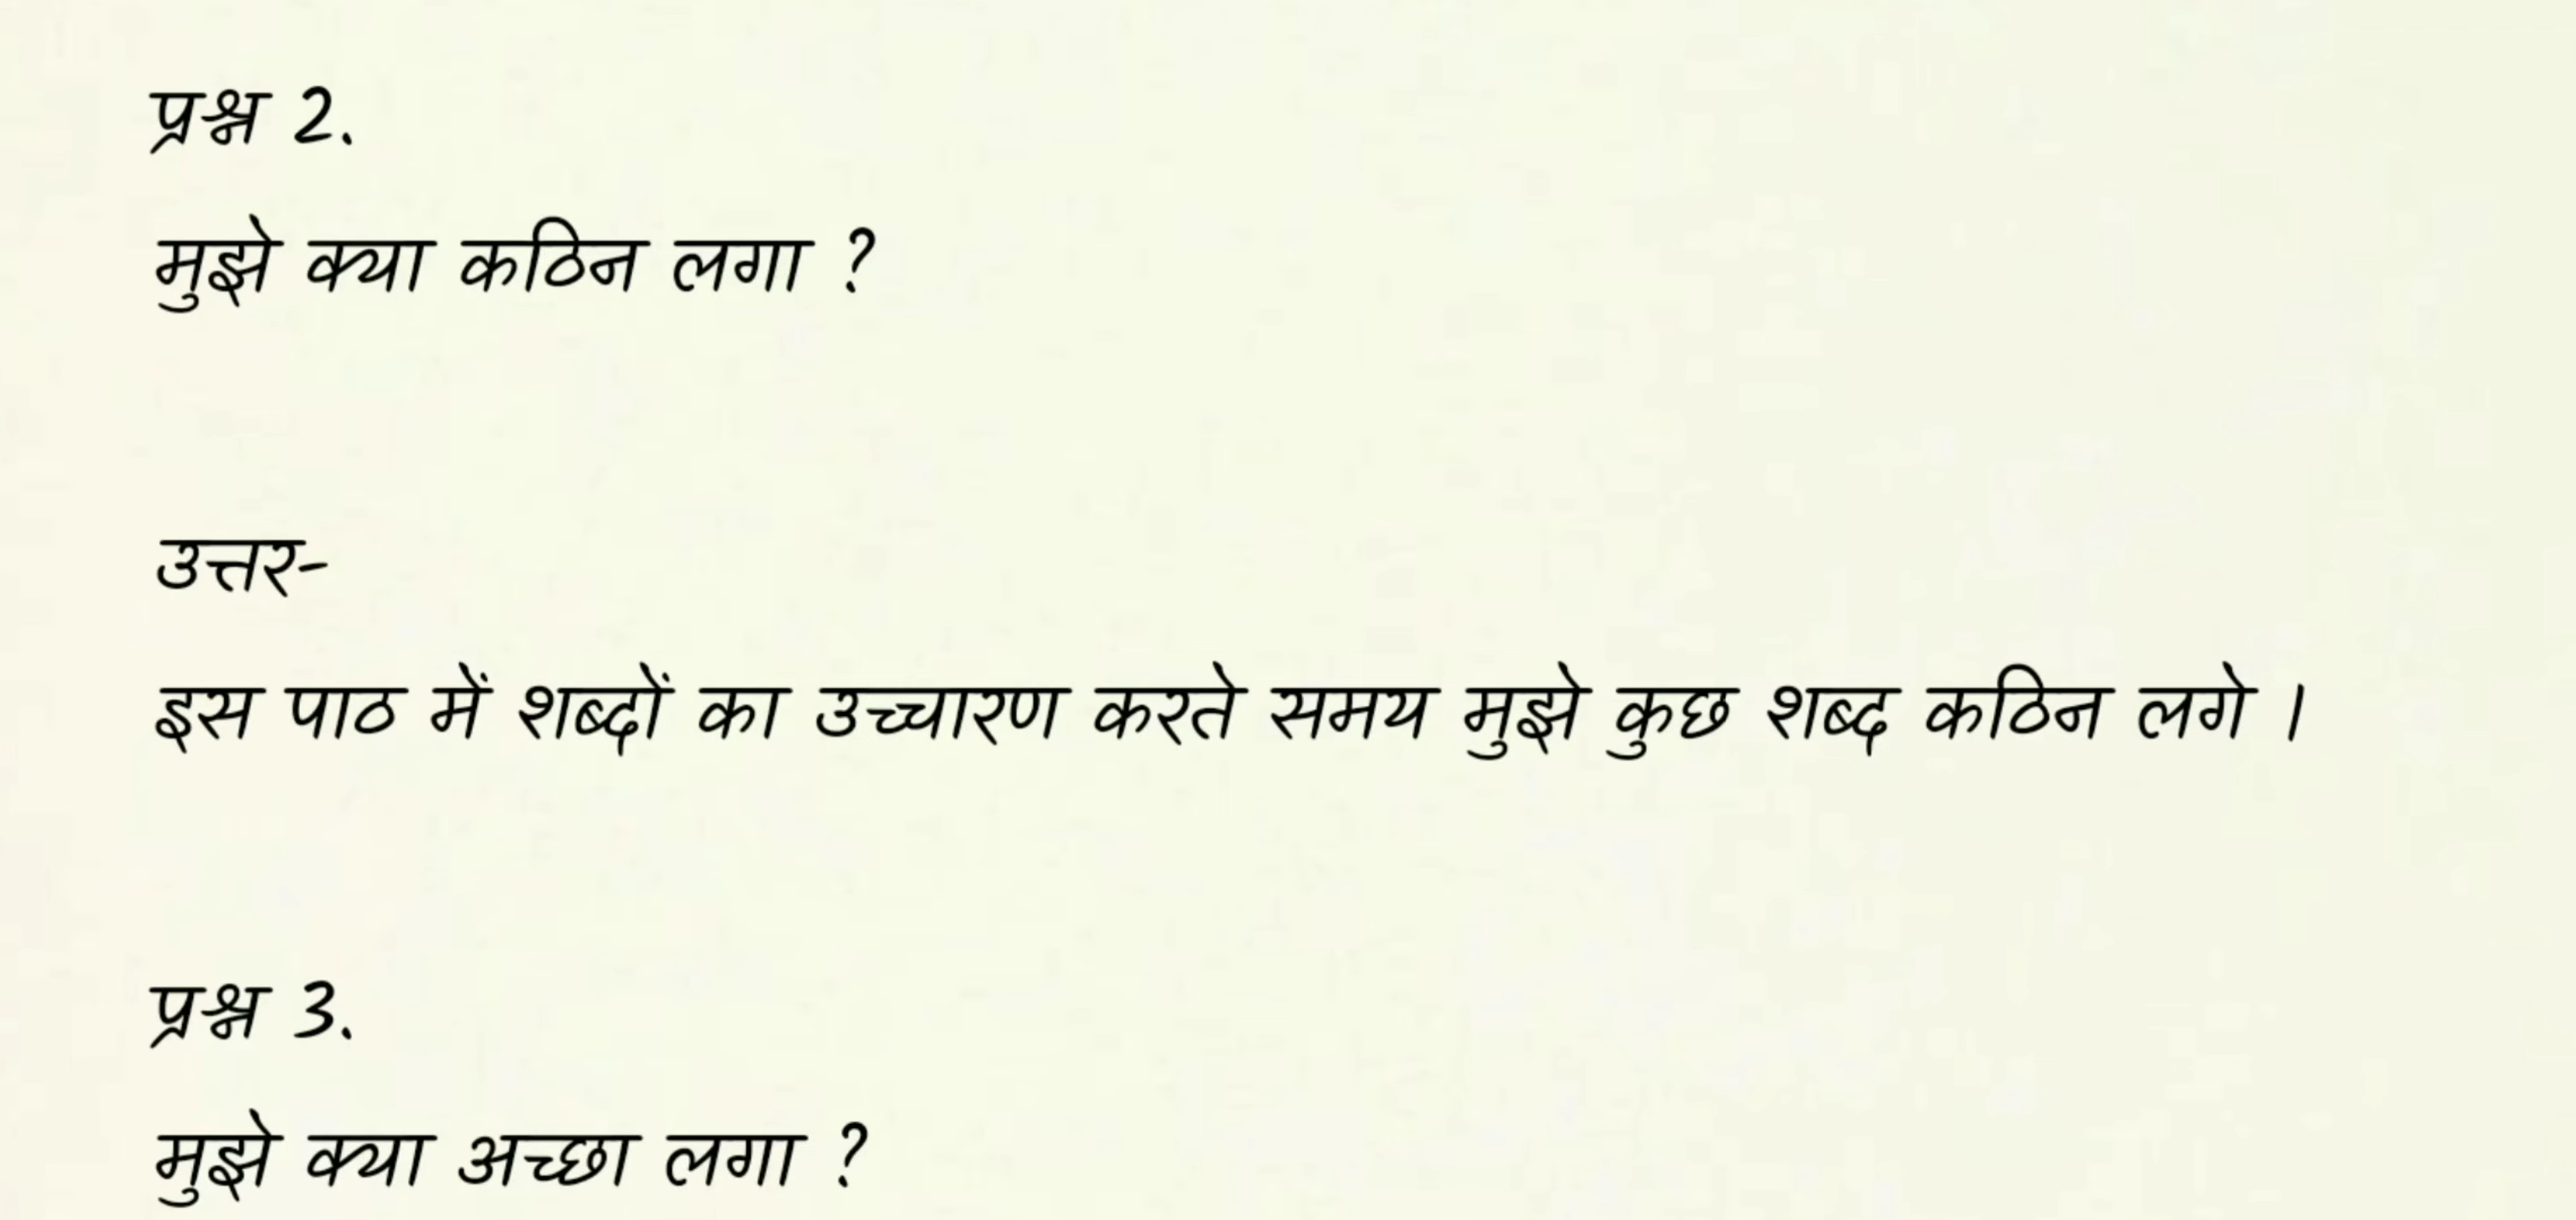 प्रश्न 2.
मुझे क्या कठिन लगा ?
उत्तर-
इस पाठ में शब्दों का उच्चारण करते समय मुझे कुछ शब्द कठिन लगे ।
प्रश्न 3.
मुझे क्या अच्छा लगा ?